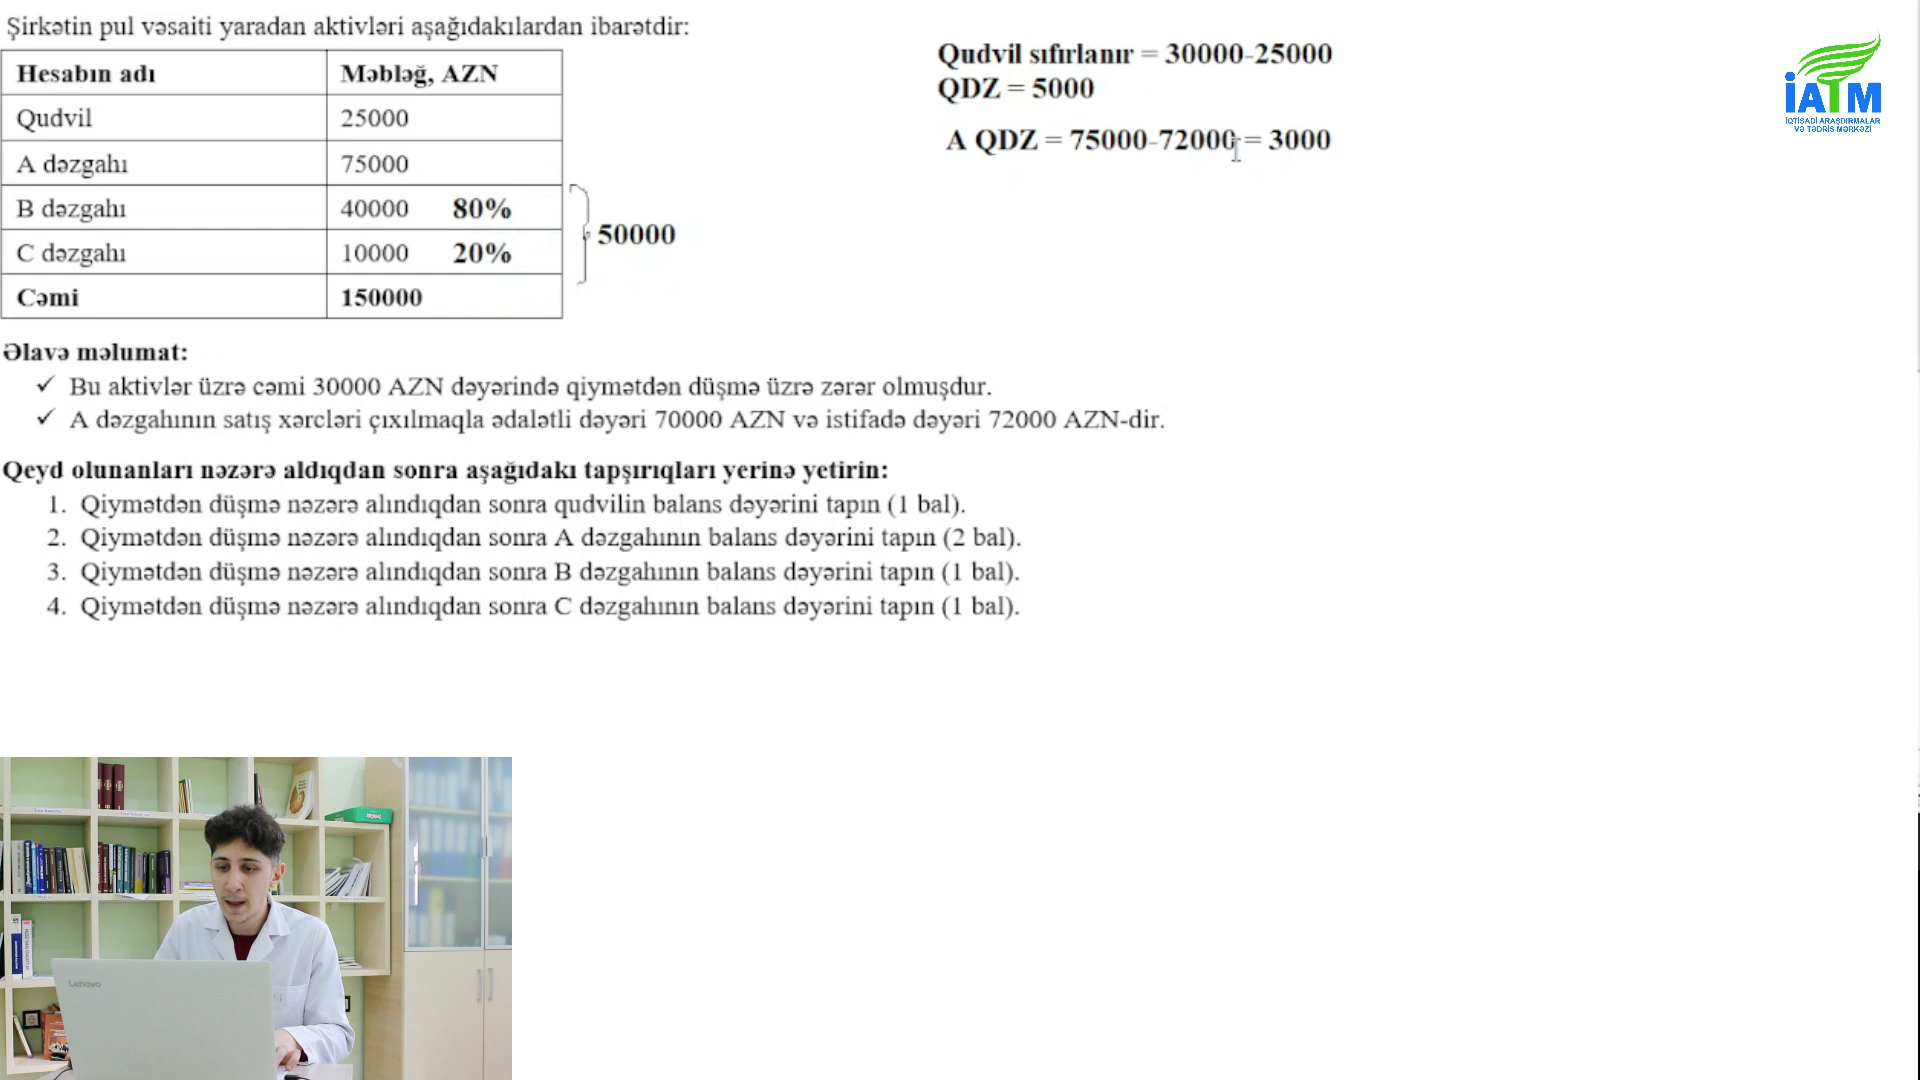 Şirkətin pul vəsaiti yaradan aktivləri aşağıdakılardan ibarətdir:
Hesabın adı Məbləğ, AZN
Qudvil 25000
A dəzgahı 75000
B dəzgahı 40000 80%
C dəzgahı 10000 20%
Cəmi 150000
50000
Qudvil sıfırlanır = 30000-25000
QDZ = 5000
A QDZ = 75000-72000 = 3000
iATM
İQTİSADİ ARAŞDIRMALAR
VƏ TƏDRİS MƏRKƏZİ
Əlavə məlumat:
✓ Bu aktivlər üzrə cəmi 30000 AZN dəyərində qiymətdən düşmə üzrə zərər olmuşdur.
✓ A dəzgahının satış xərcləri çıxılmaqla ədalətli dəyəri 70000 AZN və istifadə dəyəri 72000 AZN-dir.
Qeyd olunanları nəzərə aldıqdan sonra aşağıdakı tapşırıqları yerinə yetirin:
1. Qiymətdən düşmə nəzərə alındıqdan sonra qudvilin balans dəyərini tapın (1 bal).
2. Qiymətdən düşmə nəzərə alındıqdan sonra A dəzgahının balans dəyərini tapın (2 bal).
3. Qiymətdən düşmə nəzərə alındıqdan sonra B dəzgahının balans dəyərini tapın (1 bal).
4. Qiymətdən düşmə nəzərə alındıqdan sonra C dəzgahının balans dəyərini tapın (1 bal).
Lenovo